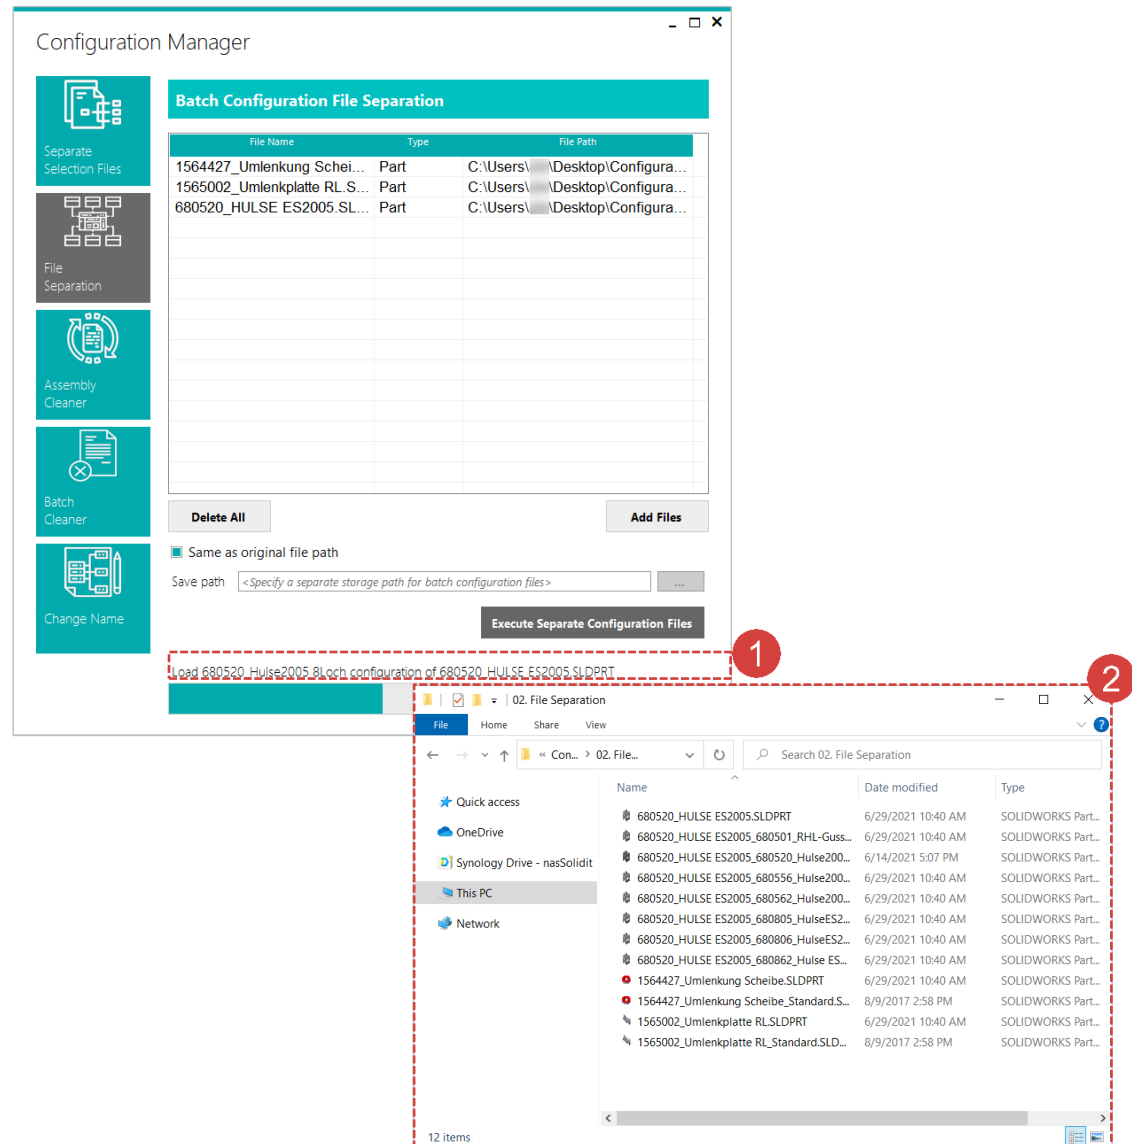 Configuration Manager
Separate
Selection Files
File
Separation
Assembly
Cleaner
Batch
Cleaner
Change Name
Batch Configuration File Separation
File Name Type File Path
1564427_Umlenkung Schei... Part C:\Users\ \Desktop\Configura...
1565002_Umlenkplatte RL.S... Part C:\Users\ \Desktop\Configura...
680520_HULSE ES2005.SL... Part C:\Users\ \Desktop\Configura...
Delete All Add Files
Same as original file path
Save path <Specify a separate storage path for batch configuration files> ...
Execute Separate Configuration Files
1
Load 680520_Hulse2005 8Loch configuration of 680520_HULSE ES2005.SLDPRT
2
02. File Separation
File Home Share View
« Con... > 02. File... Search 02. File Separation
Quick access
OneDrive
Synology Drive - nasSolidit
This PC
Network
Name Date modified Type
680520_HULSE ES2005.SLDPRT 6/29/2021 10:40 AM SOLIDWORKS Part...
680520_HULSE ES2005_680501_RHL-Guss... 6/29/2021 10:40 AM SOLIDWORKS Part...
680520_HULSE ES2005_680520_Hulse200... 6/14/2021 5:07 PM SOLIDWORKS Part...
680520_HULSE ES2005_680556_Hulse200... 6/29/2021 10:40 AM SOLIDWORKS Part...
680520_HULSE ES2005_680562_Hulse200... 6/29/2021 10:40 AM SOLIDWORKS Part...
680520_HULSE ES2005_680805_HulseES2... 6/29/2021 10:40 AM SOLIDWORKS Part...
680520_HULSE ES2005_680806_HulseES2... 6/29/2021 10:40 AM SOLIDWORKS Part...
680520_HULSE ES2005_680862_Hulse ES... 6/29/2021 10:40 AM SOLIDWORKS Part...
1564427_Umlenkung Scheibe.SLDPRT 6/29/2021 10:40 AM SOLIDWORKS Part...
1564427_Umlenkung Scheibe_Standard.S... 8/9/2017 2:58 PM SOLIDWORKS Part...
1565002_Umlenkplatte RL.SLDPRT 6/29/2021 10:40 AM SOLIDWORKS Part...
1565002_Umlenkplatte RL_Standard.SLD... 8/9/2017 2:58 PM SOLIDWORKS Part...
12 items